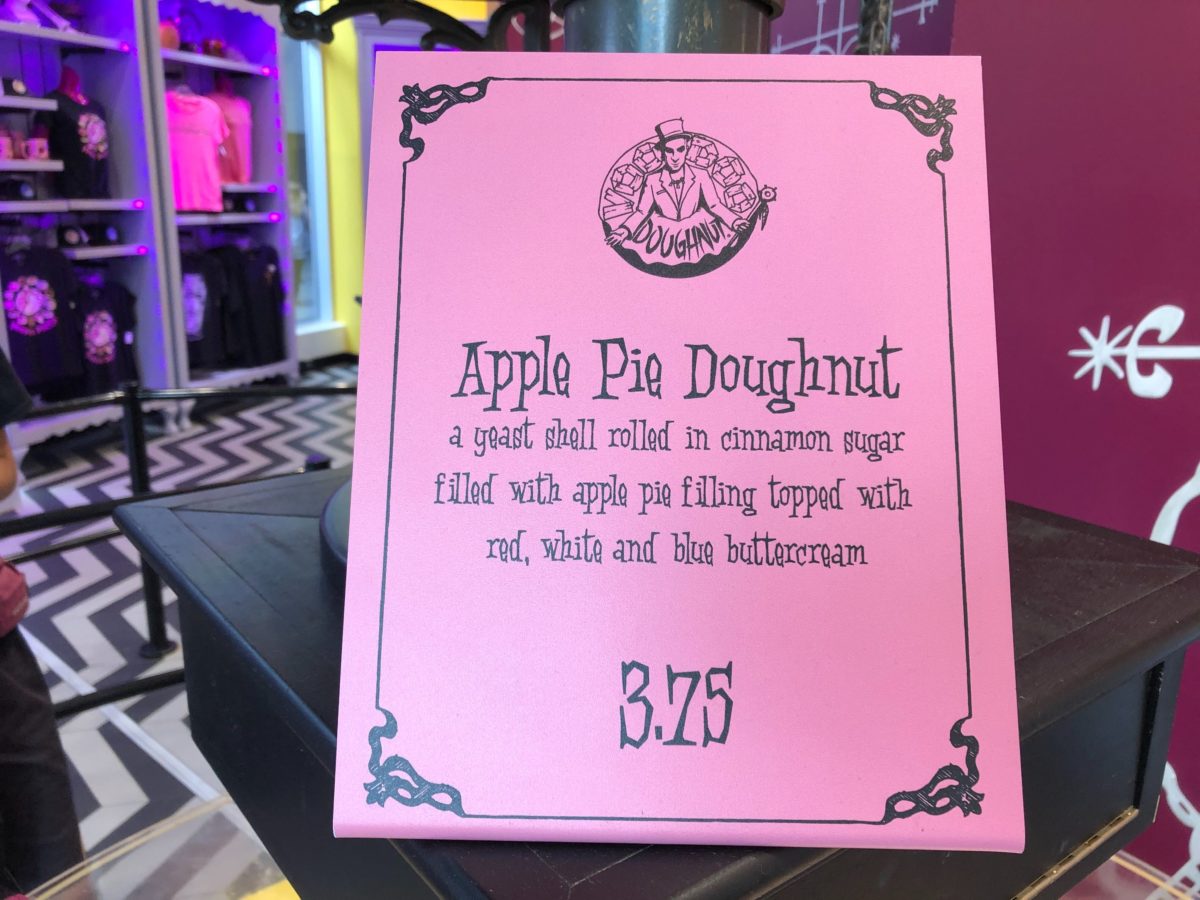 DOUGHNUT
Apple Pie Doughnut
a yeast shell rolled in cinnamon sugar
filled with apple pie filling topped with
red, white and blue buttercream
3.75